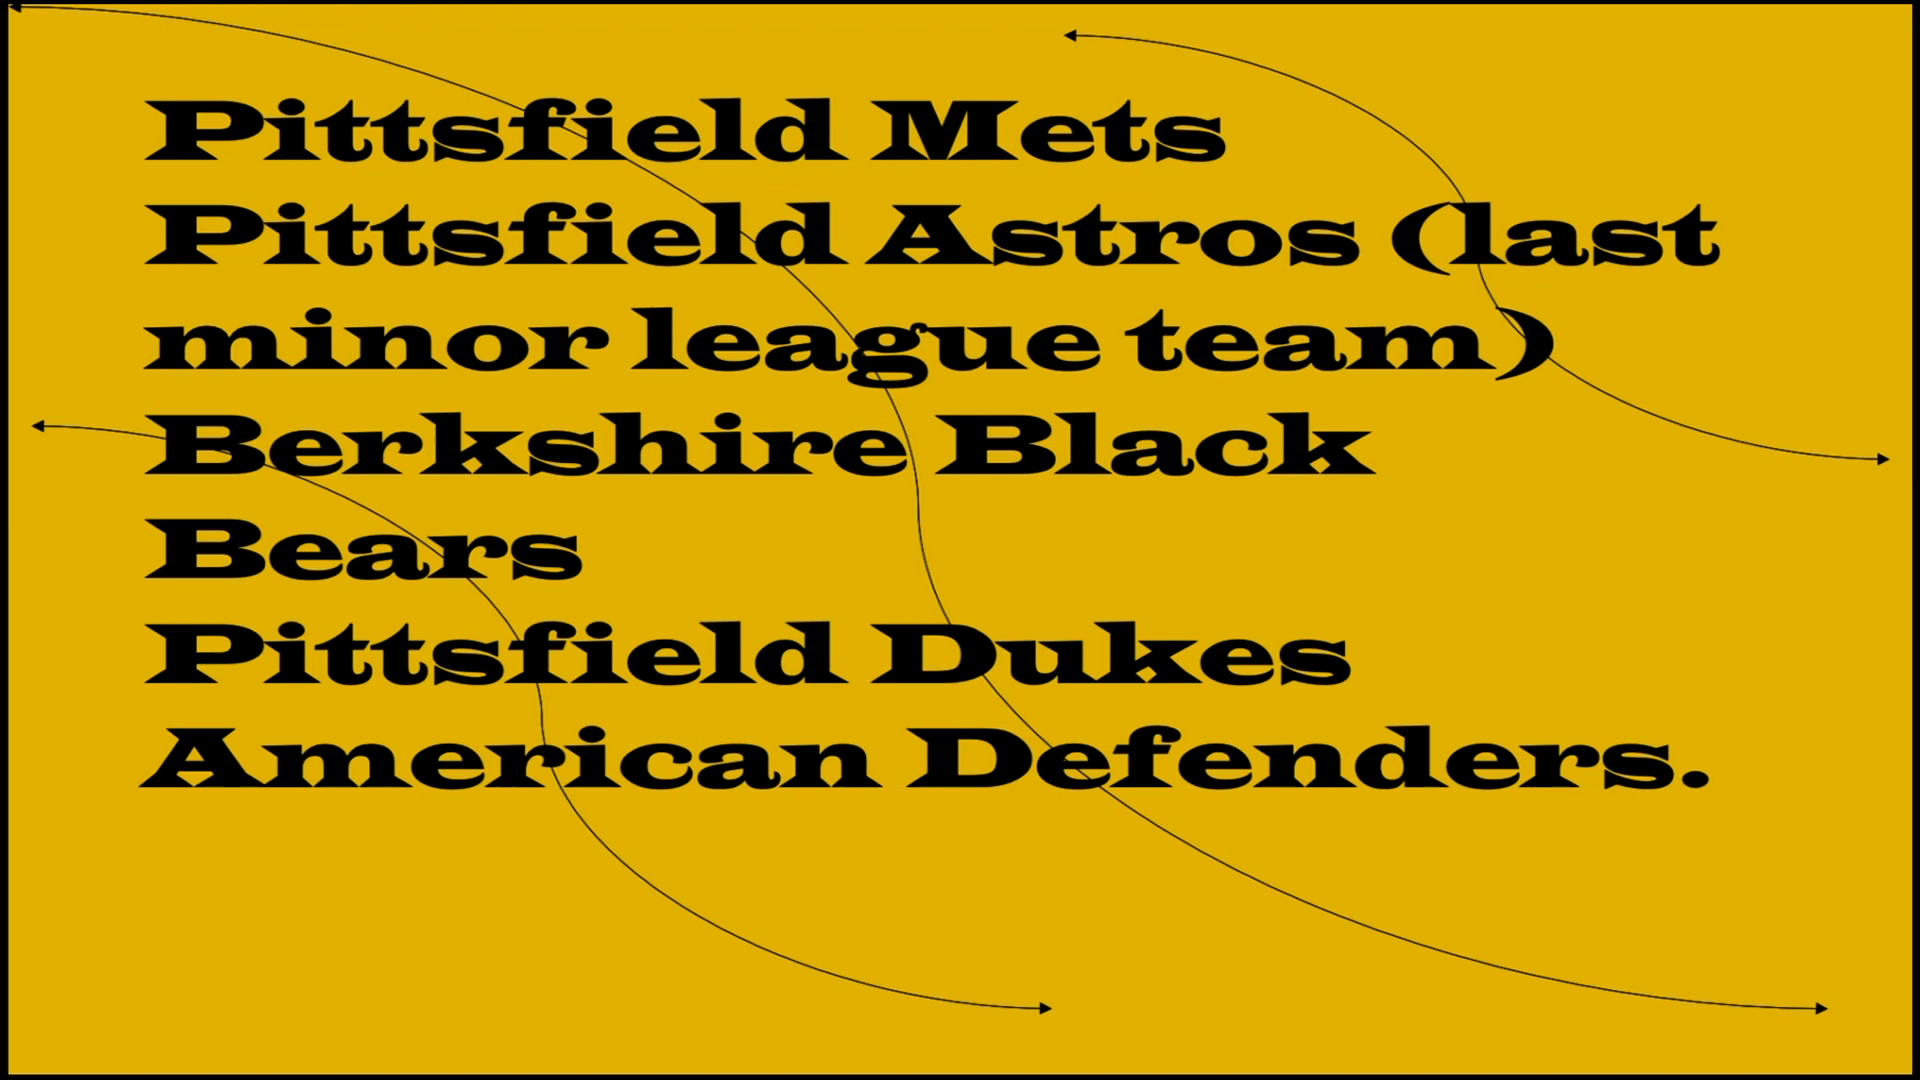 Pittsfield Mets
Pittsfield Astros (last
minor league team)
Berkshire Black
Bears
Pittsfield Dukes
American Defenders.